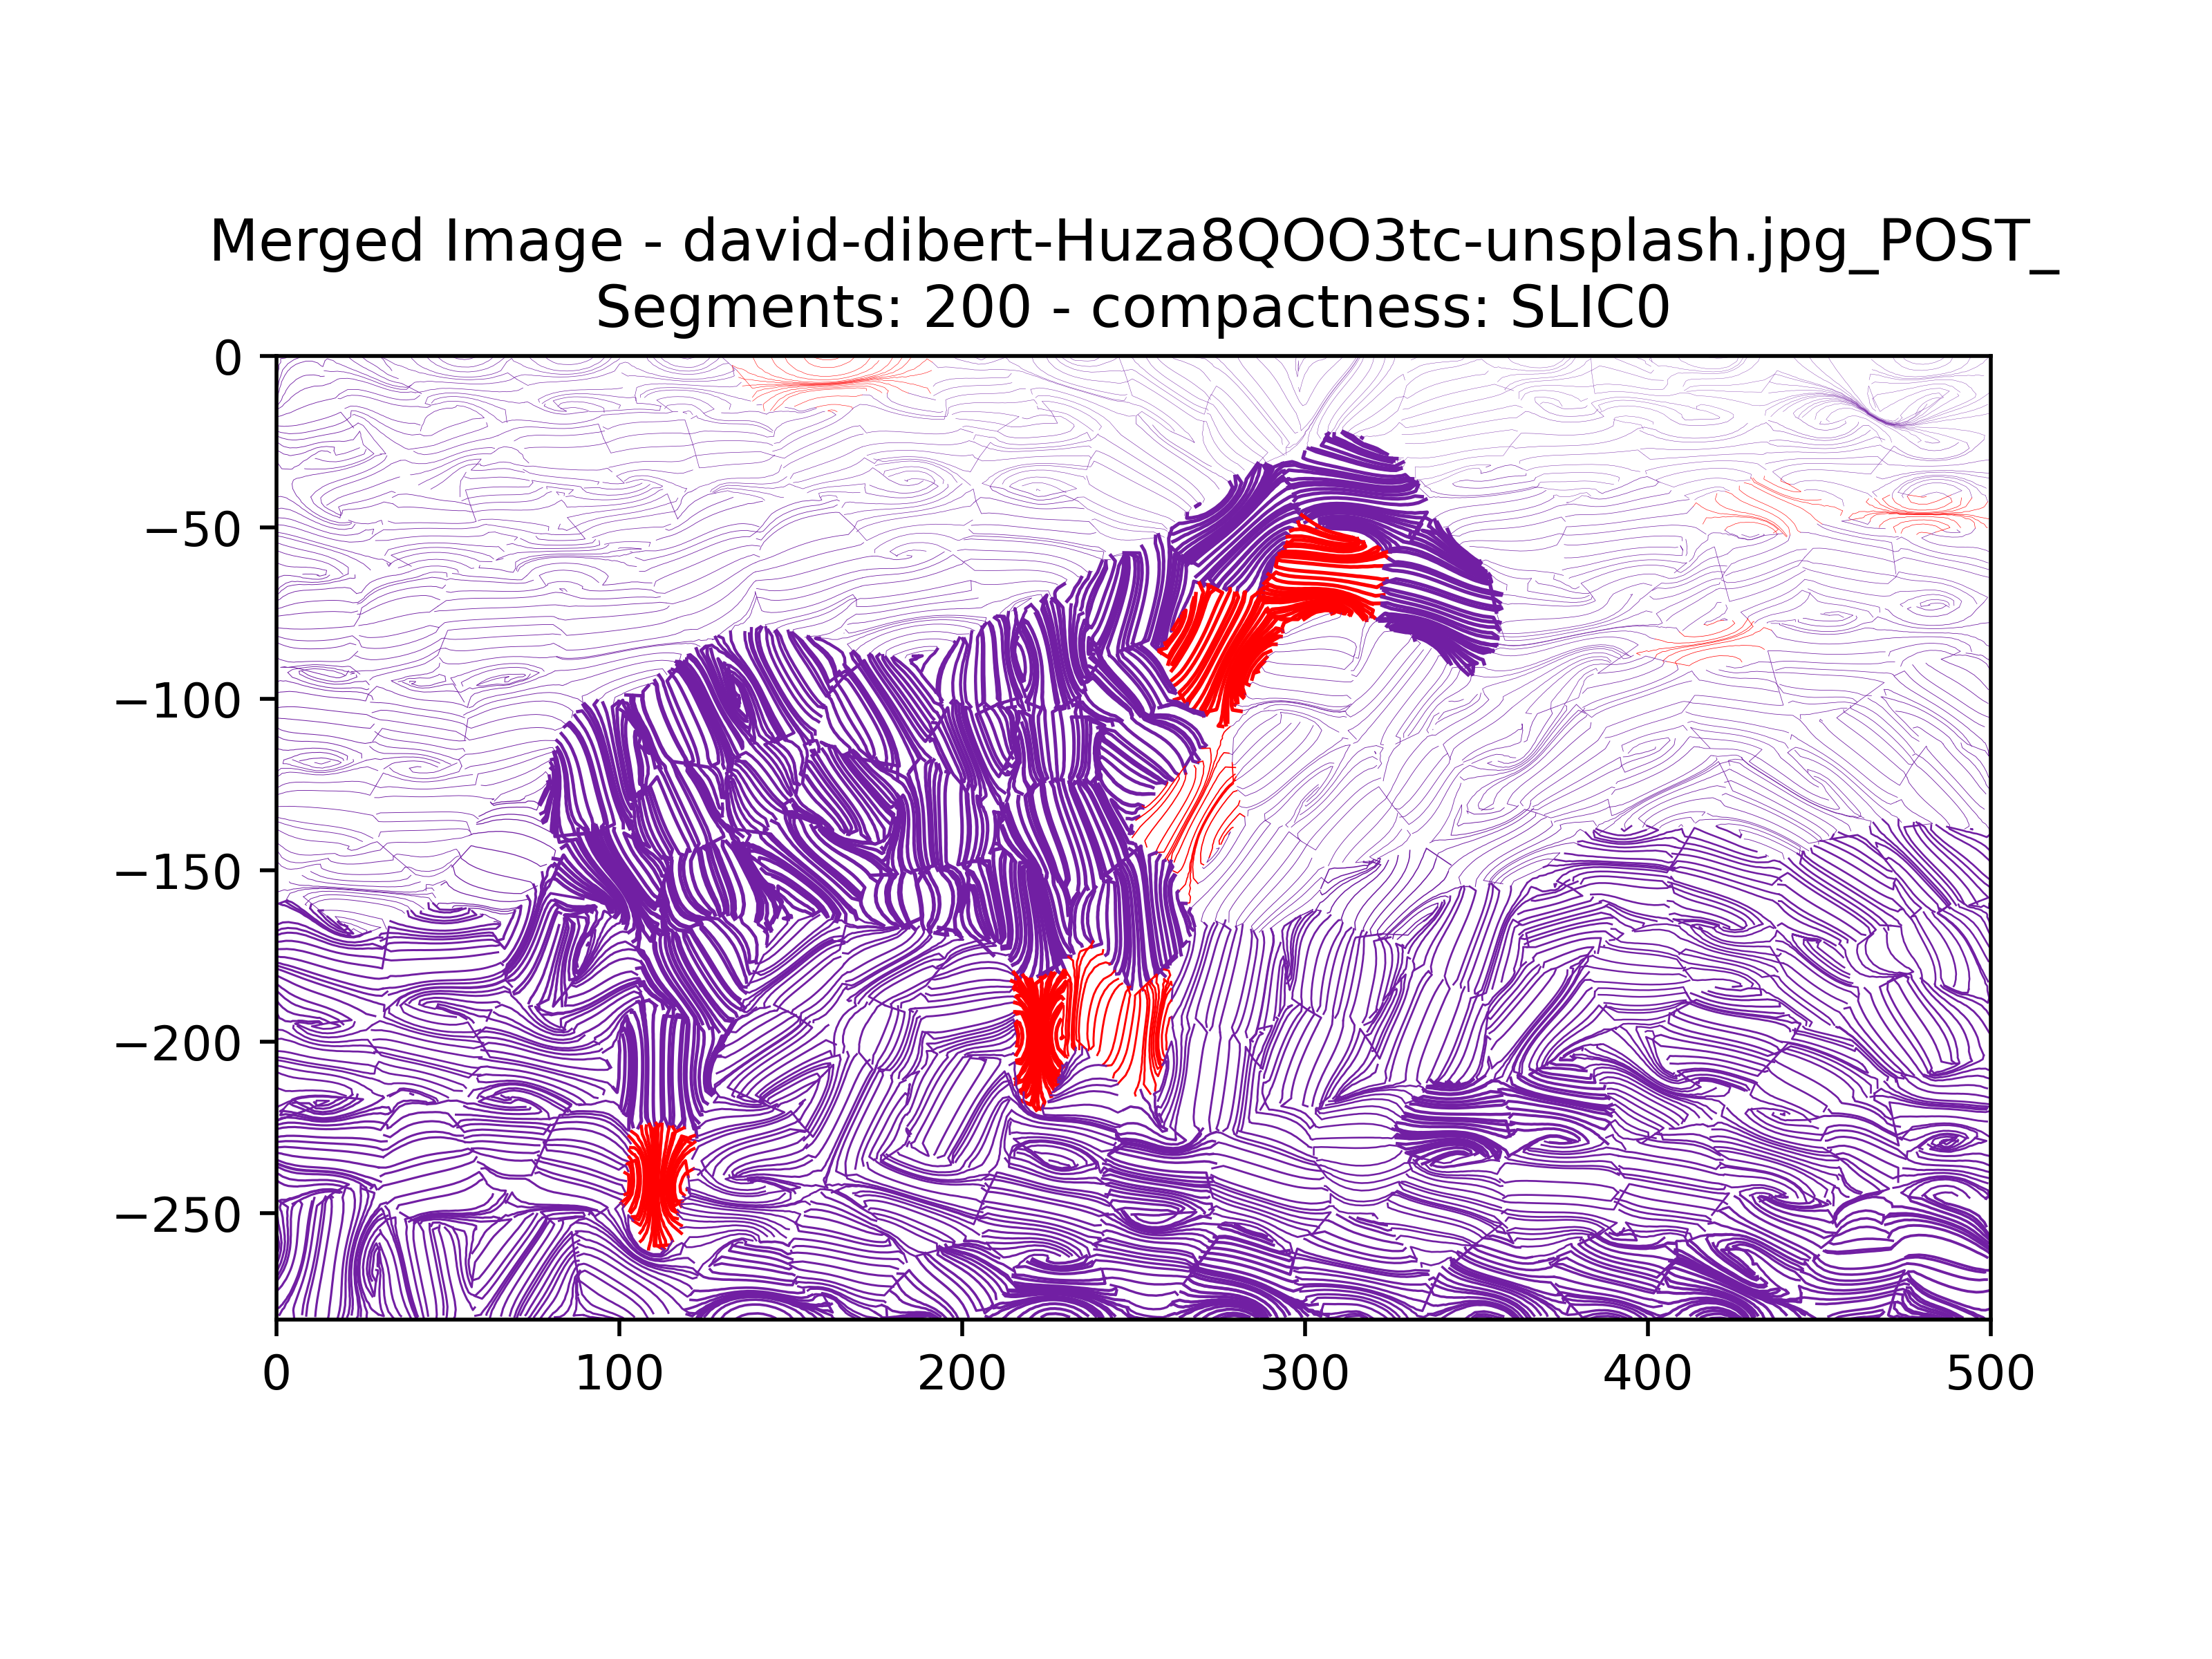 Merged Image - david-dibert-Huza8QOO3tc-unsplash.jpg_POST_
Segments: 200 - compactness: SLIC0
0
−50
−100
−150
−200
−250
0 100 200 300 400 500